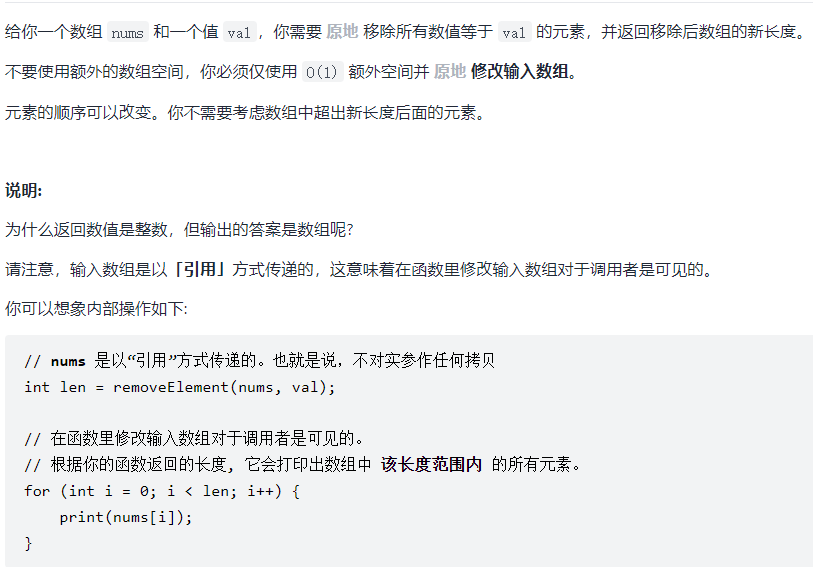 给你一个数组 nums 和一个值 val，你需要 原地 移除所有数值等于 val 的元素，并返回移除后数组的新长度。
不要使用额外的数组空间，你必须仅使用 O(1) 额外空间并 原地 修改输入数组。
元素的顺序可以改变。你不需要考虑数组中超出新长度后面的元素。
说明:
为什么返回数值是整数，但输出的答案是数组呢?
请注意，输入数组是以「引用」方式传递的，这意味着在函数里修改输入数组对于调用者是可见的。
你可以想象内部操作如下:
// nums 是以“引用”方式传递的。也就是说，不对实参作任何拷贝
int len = removeElement(nums, val);
// 在函数里修改输入数组对于调用者是可见的。
// 根据你的函数返回的长度, 它会打印出数组中 该长度范围内 的所有元素。
for (int i = 0; i < len; i++) {
    print(nums[i]);
}